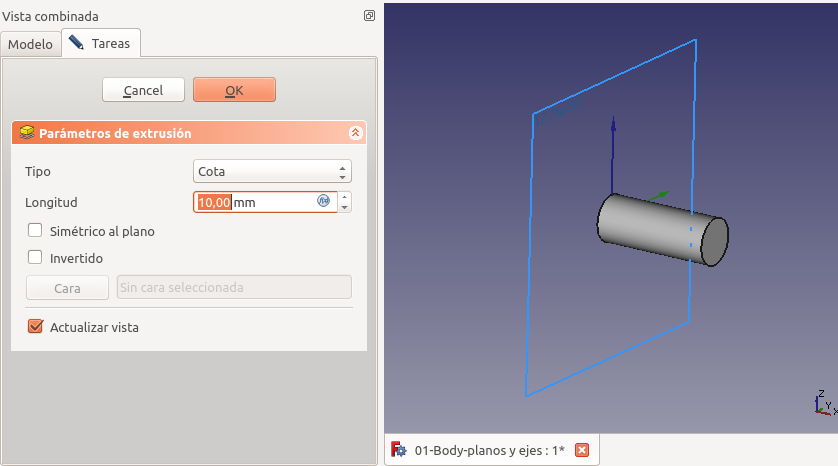 Vista combinada
Modelo
Tareas
Cancel
OK
Parámetros de extrusión
Tipo
Cota
Longitud
10,00 mm
f(x)
Simétrico al plano
Invertido
Cara
Sin cara seleccionada
Actualizar vista
Z
Y
X
01-Body-planos y ejes : 1*